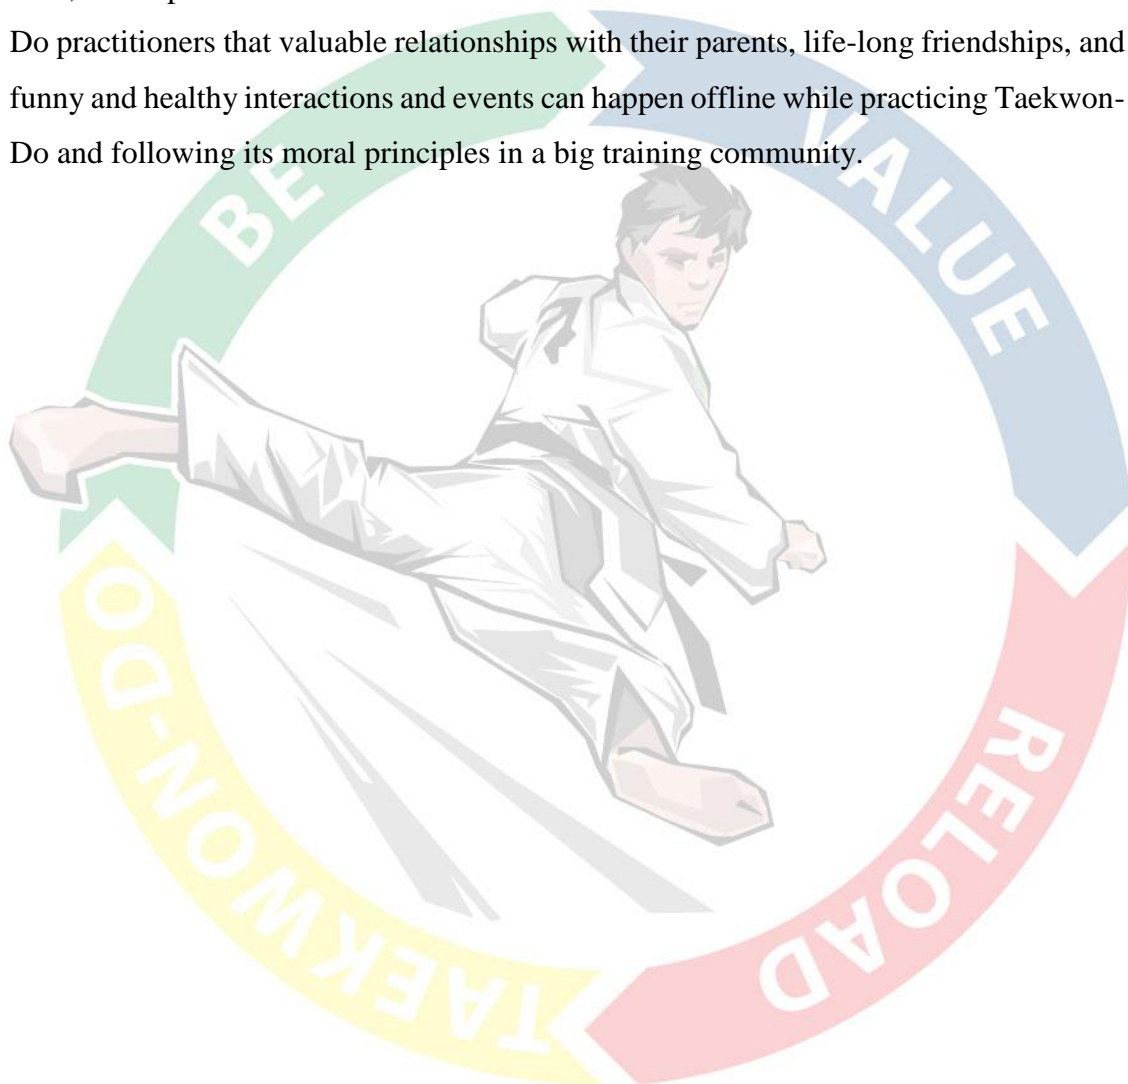 Do practitioners that valuable relationships with their parents, life-long friendships, and
funny and healthy interactions and events can happen offline while practicing Taekwon-
Do and following its moral principles in a big training community.
BE
VALUE
RELOAD
TAEKWON-DO